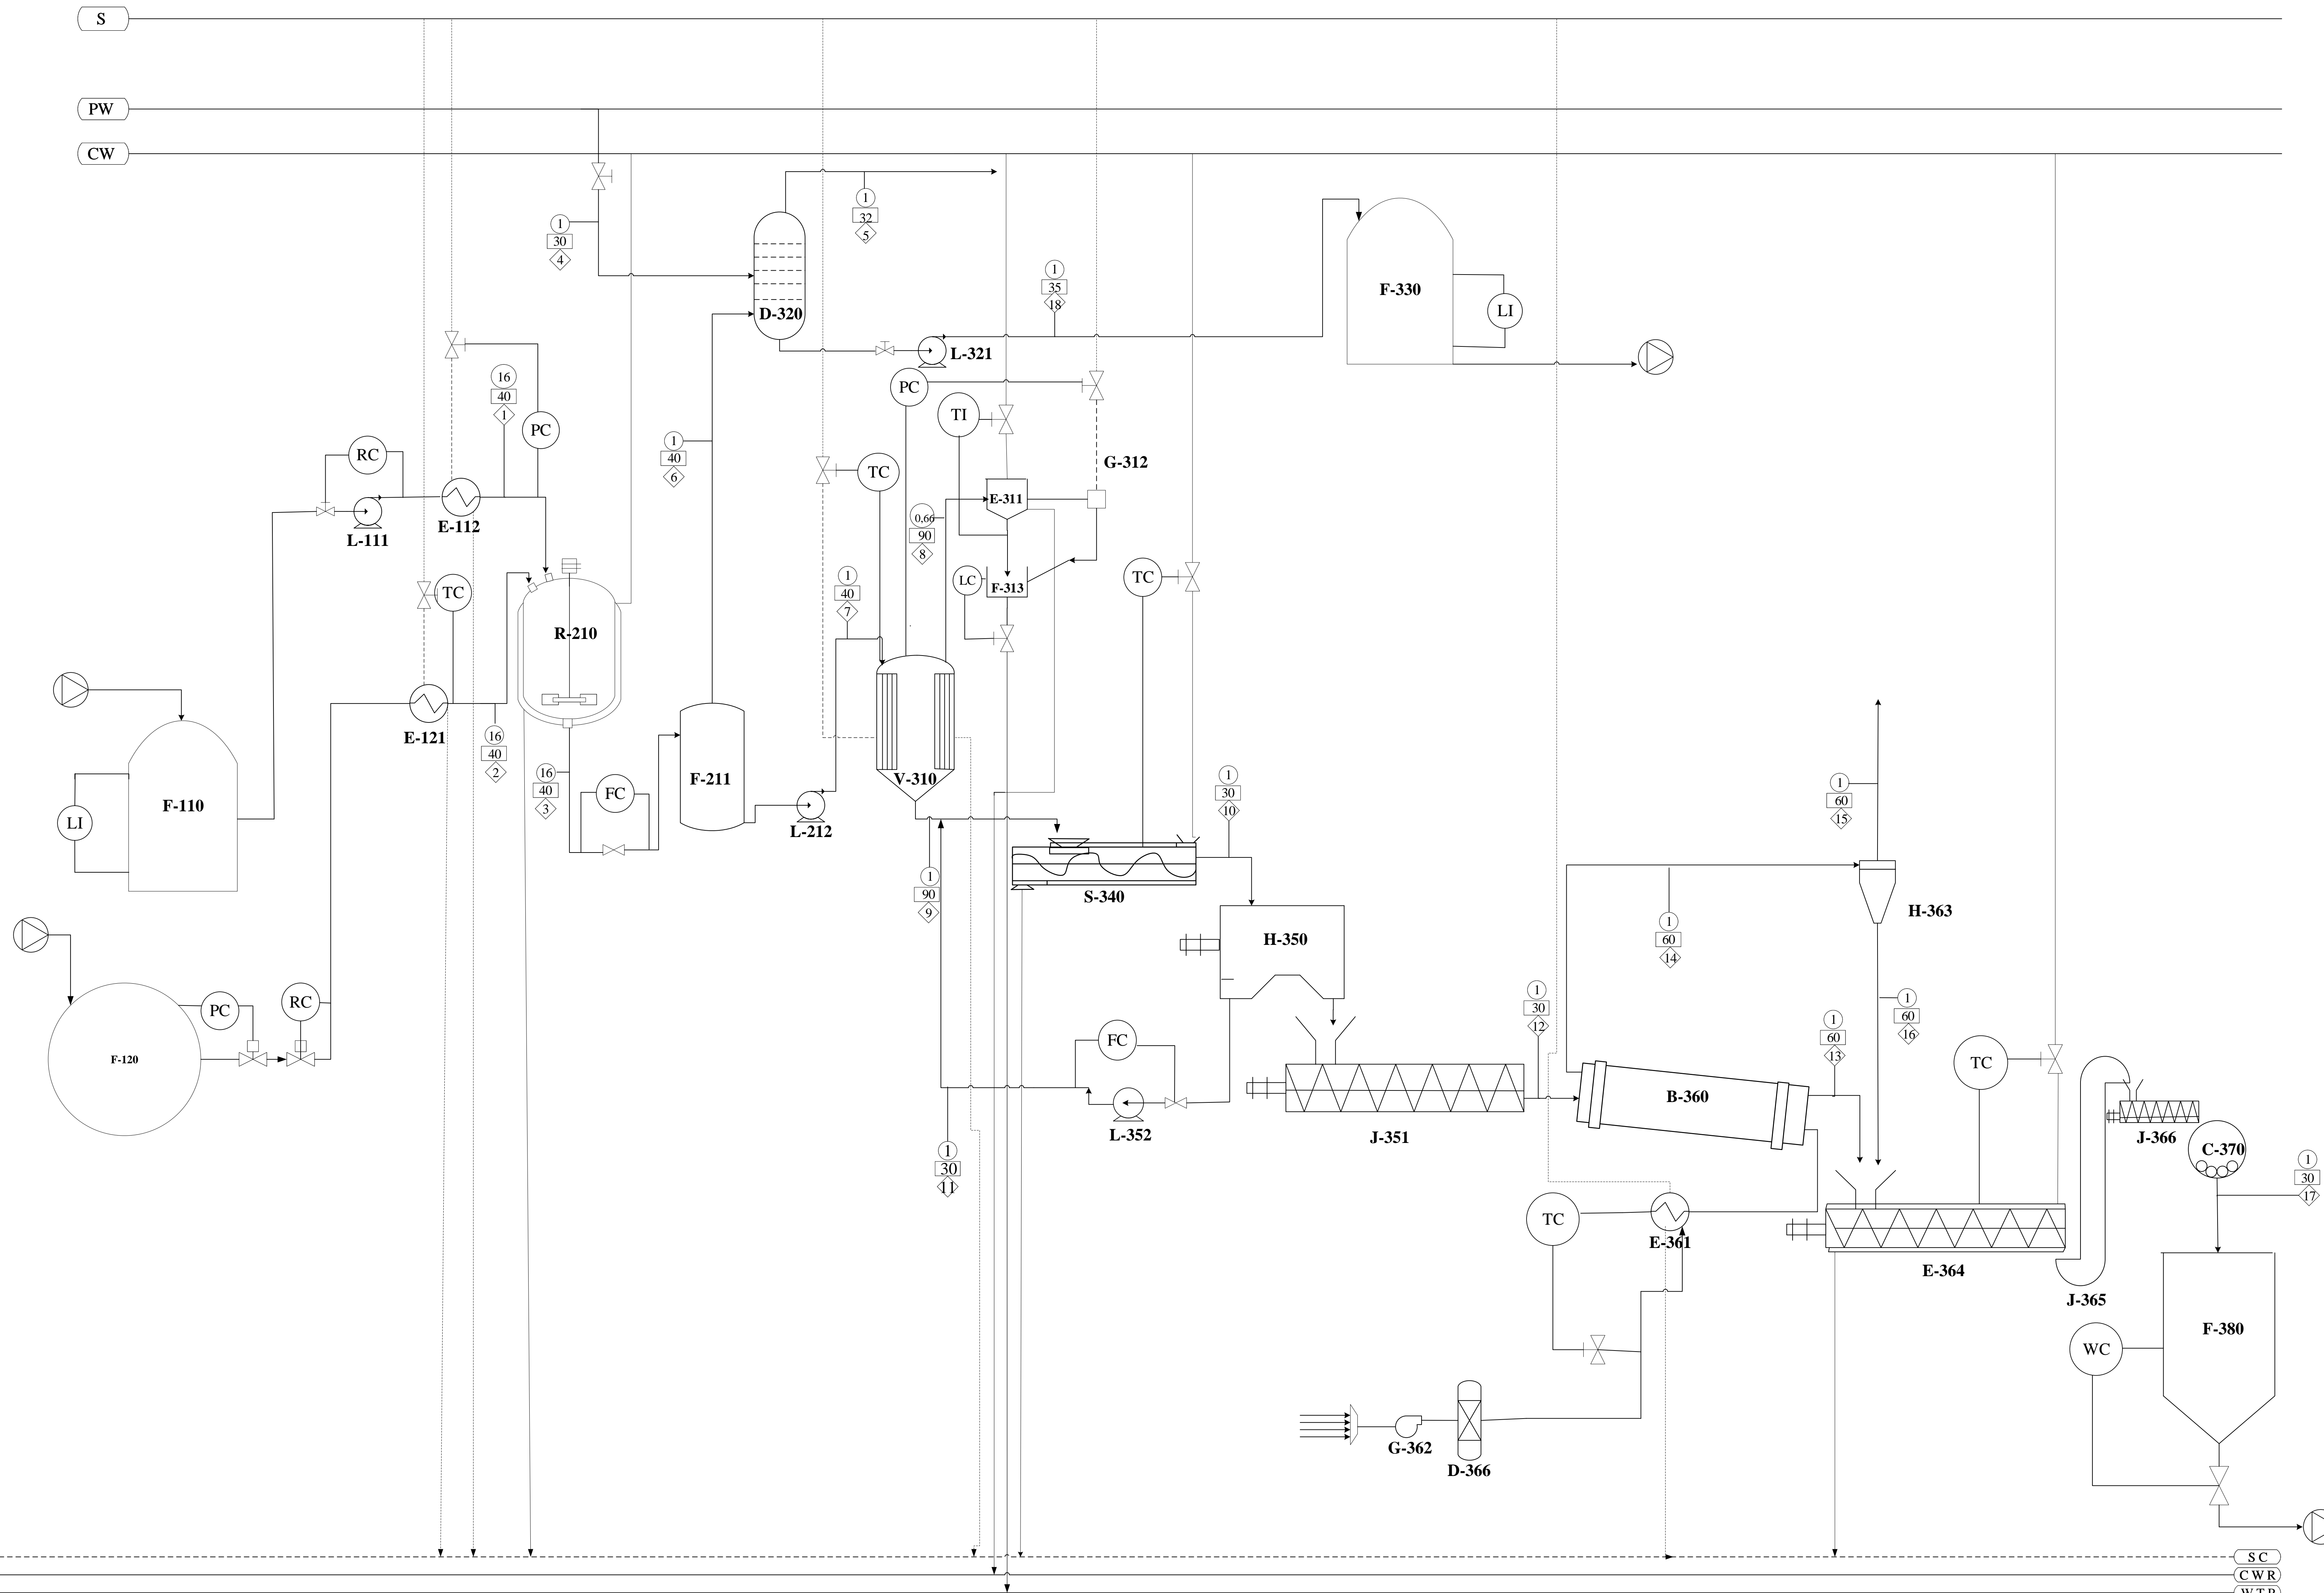 S
PW
CW
1
32
5
1
30
4
D-320
1
35
18
F-330
LI
L-321
PC
16
40
1
TI
PC
1
40
6
RC
G-312
TC
E-311
0,66
90
8
L-111
E-112
1
40
7
LC
F-313
TC
TC
R-210
E-121
16
40
2
16
40
3
FC
F-211
V-310
L-212
F-110
LI
1
30
10
1
60
15
1
90
9
S-340
H-363
1
60
14
H-350
PC
RC
F-120
1
30
12
1
60
16
1
60
13
FC
TC
B-360
L-352
J-351
J-366
C-370
1
30
11
1
30
17
TC
E-361
E-364
J-365
F-380
WC
G-362
D-366
S C
C W R
W T P